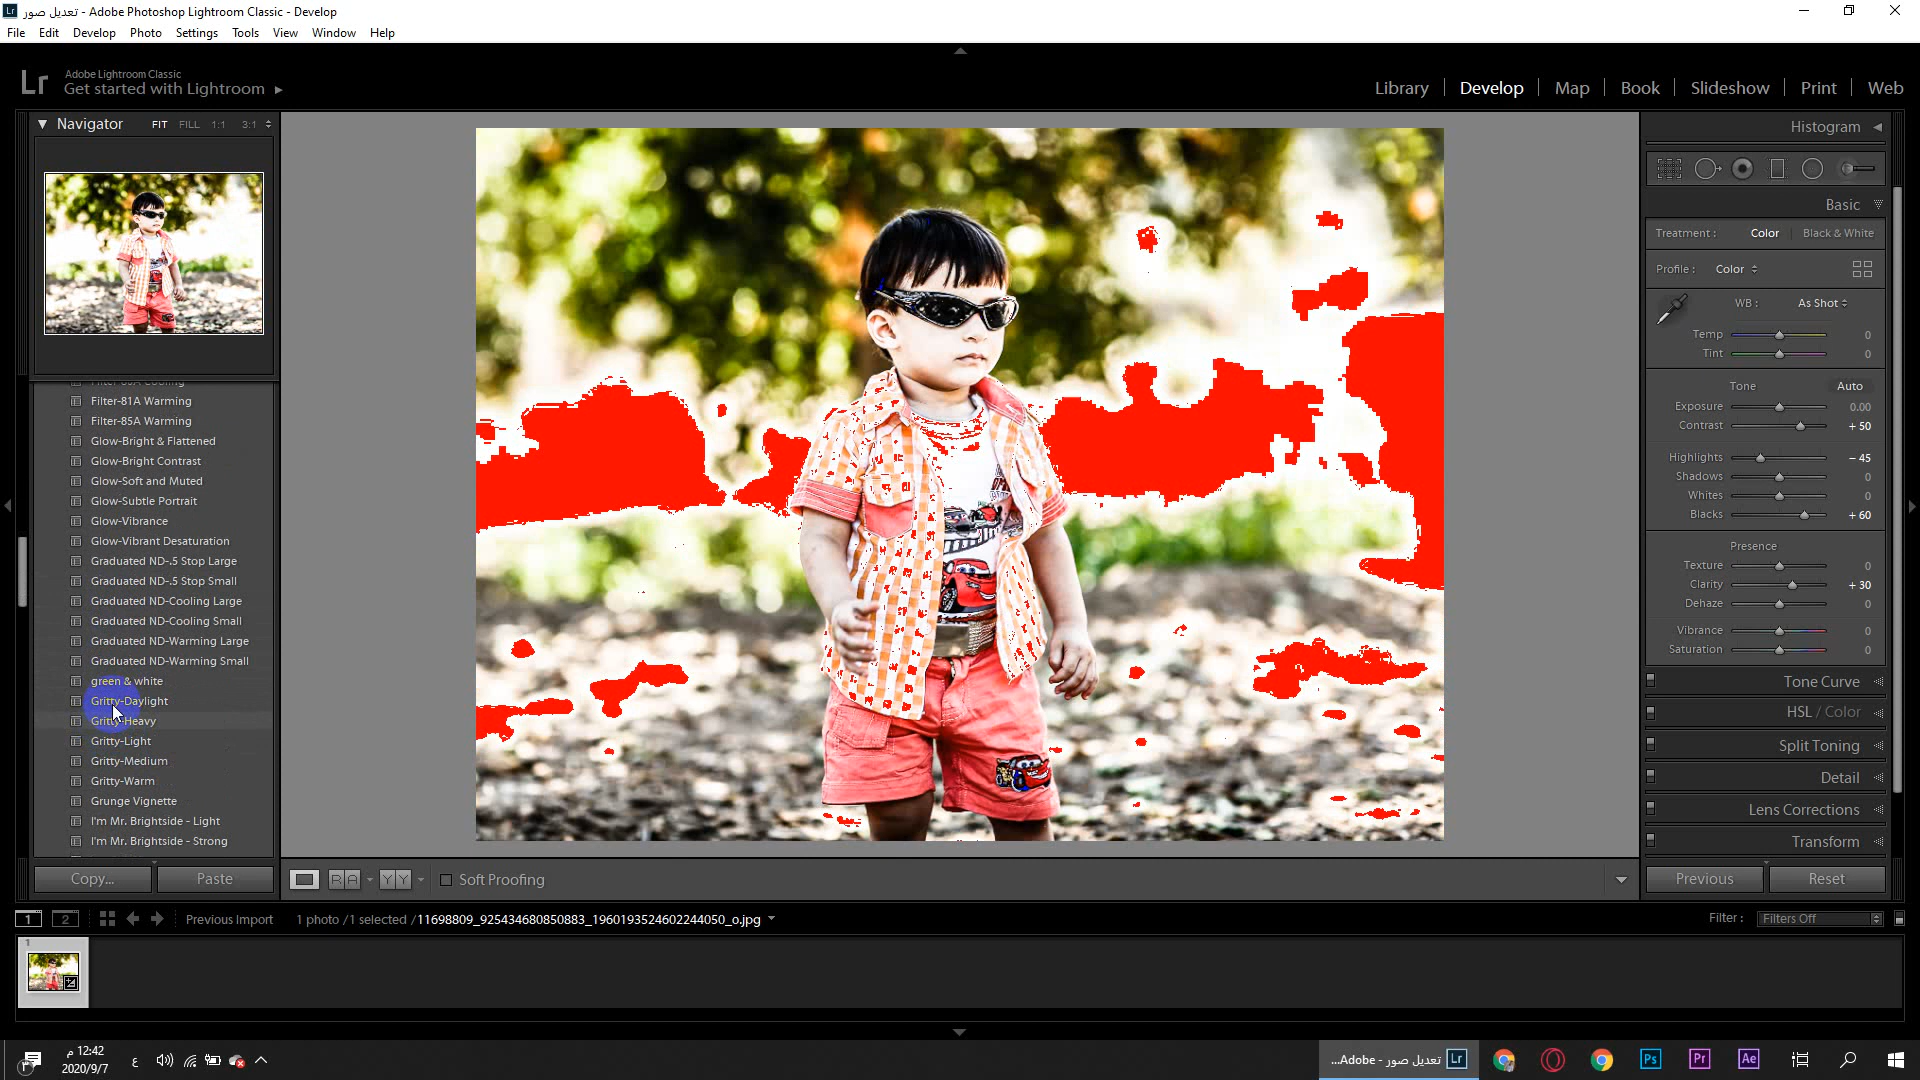 تعديل صور - Adobe Photoshop Lightroom Classic - Develop
File Edit Develop Photo Settings Tools View Window Help
Lr Adobe Lightroom Classic
Get started with Lightroom
Library Develop Map Book Slideshow Print Web
Navigator FIT FILL 1:1 3:1
Filter-81A Warming
Filter-85A Warming
Glow-Bright & Flattened
Glow-Bright Contrast
Glow-Soft and Muted
Glow-Subtle Portrait
Glow-Vibrance
Glow-Vibrant Desaturation
Graduated ND-.5 Stop Large
Graduated ND-.5 Stop Small
Graduated ND-Cooling Large
Graduated ND-Cooling Small
Graduated ND-Warming Large
Graduated ND-Warming Small
green & white
Gritty-Daylight
Gritty-Heavy
Gritty-Light
Gritty-Medium
Gritty-Warm
Grunge Vignette
I'm Mr. Brightside - Light
I'm Mr. Brightside - Strong
Copy... Paste
Histogram
Basic
Treatment : Color Black & White
Profile : Color
WB : As Shot
Temp 0
Tint 0
Tone Auto
Exposure 0.00
Contrast + 50
Highlights – 45
Shadows 0
Whites 0
Blacks + 60
Presence
Texture 0
Clarity + 30
Dehaze 0
Vibrance 0
Saturation 0
Tone Curve
HSL / Color
Split Toning
Detail
Lens Corrections
Transform
Previous Reset
R A Y Y Soft Proofing
1 2 Previous Import 1 photo / 1 selected / 11698809_925434680850883_1960193524602244050_o.jpg
Filter : Filters Off
1
12:42 م
2020/9/7
ع
تعديل صور - Adobe... Lr
Ps Pr Ae